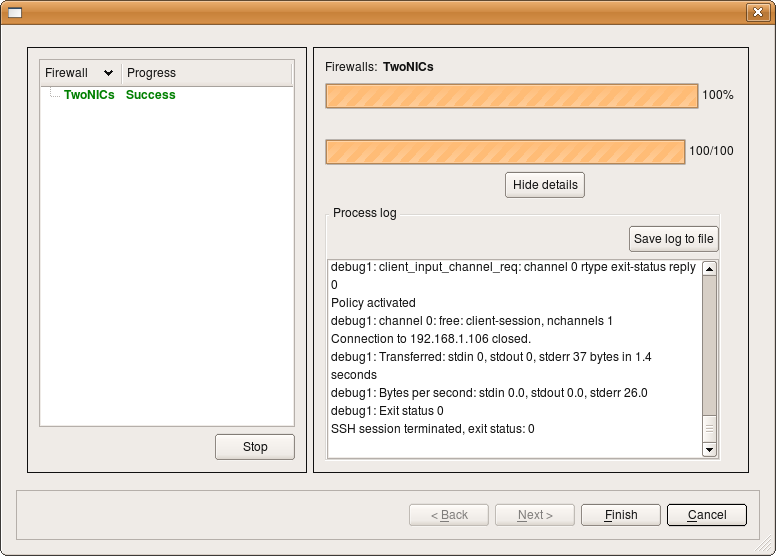 Firewall Progress
TwoNICs Success
Stop
Firewalls: TwoNICs
100%
100/100
Hide details
Process log
Save log to file
debug1: client_input_channel_req: channel 0 rtype exit-status reply
0
Policy activated
debug1: channel 0: free: client-session, nchannels 1
Connection to 192.168.1.106 closed.
debug1: Transferred: stdin 0, stdout 0, stderr 37 bytes in 1.4
seconds
debug1: Bytes per second: stdin 0.0, stdout 0.0, stderr 26.0
debug1: Exit status 0
SSH session terminated, exit status: 0
< Back Next > Finish Cancel